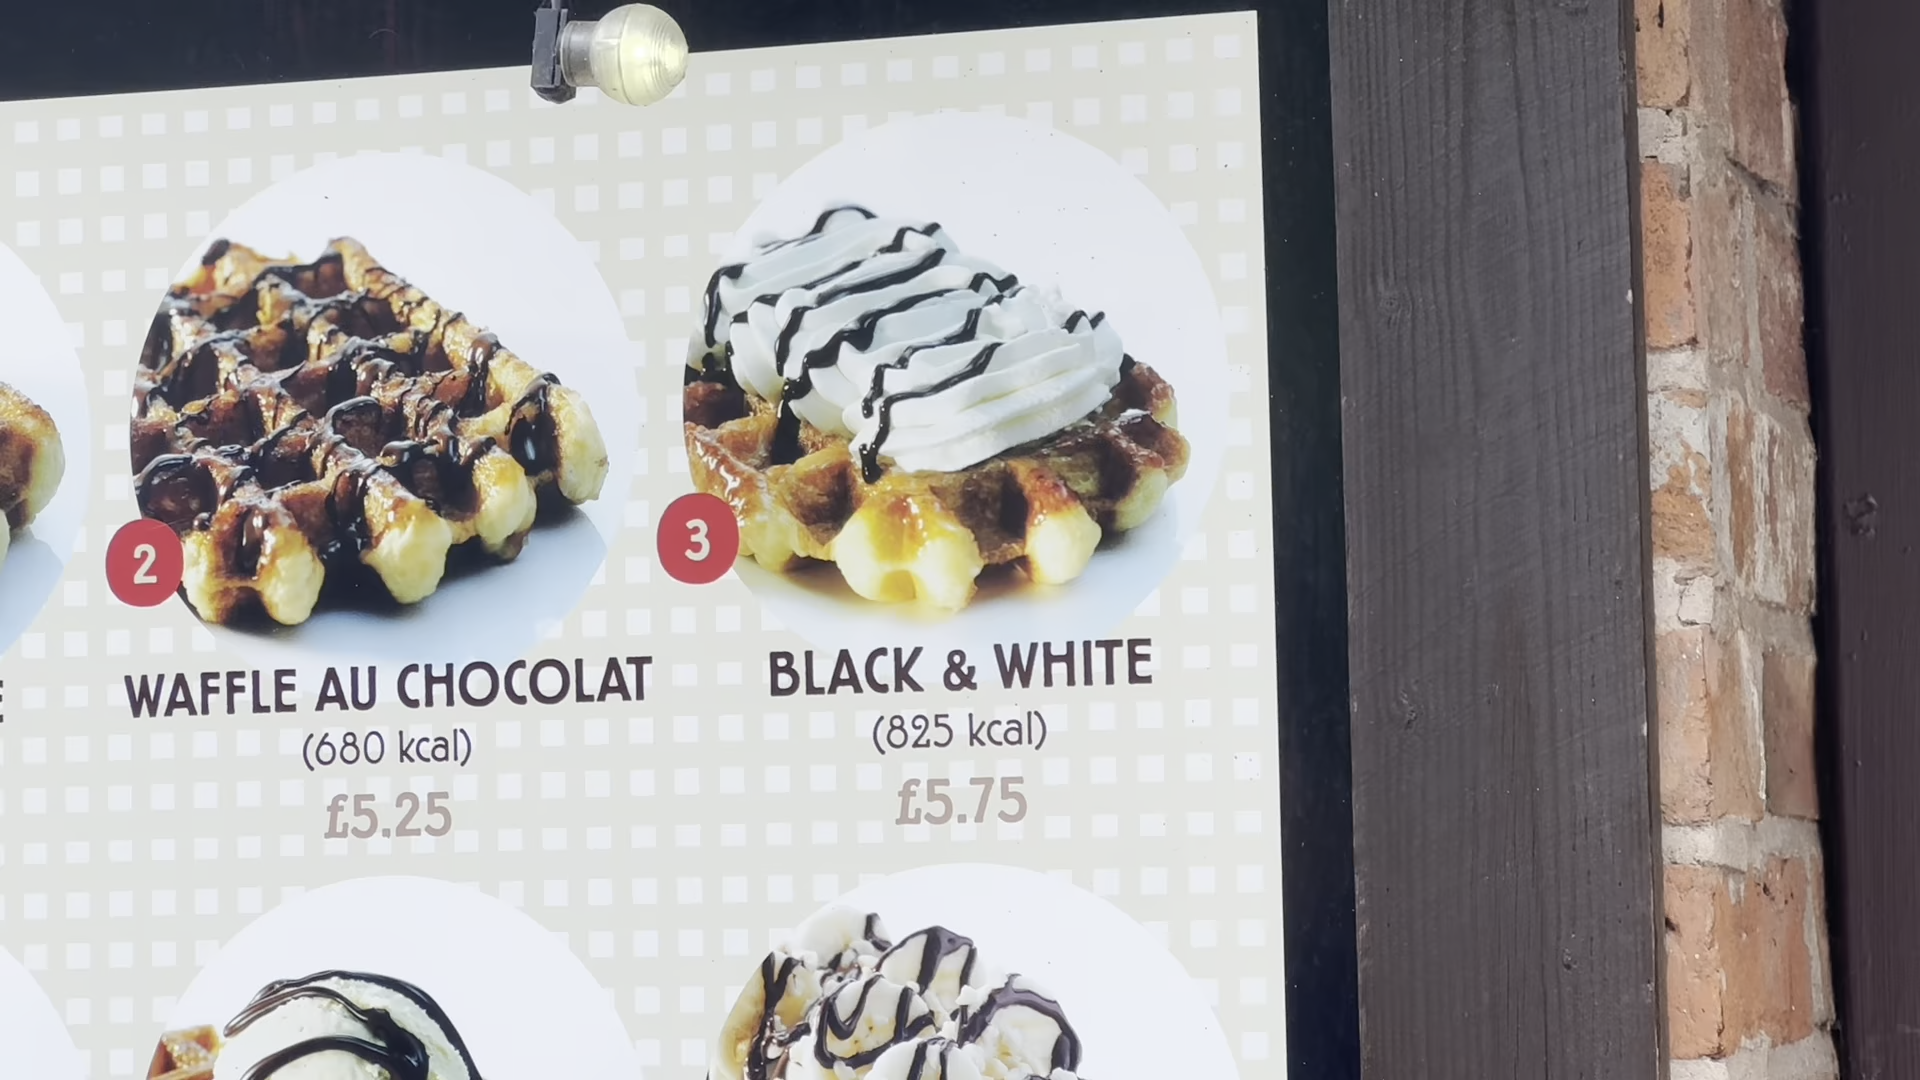 2
3
WAFFLE AU CHOCOLAT
(680 kcal)
£5.25
BLACK & WHITE
(825 kcal)
£5.75